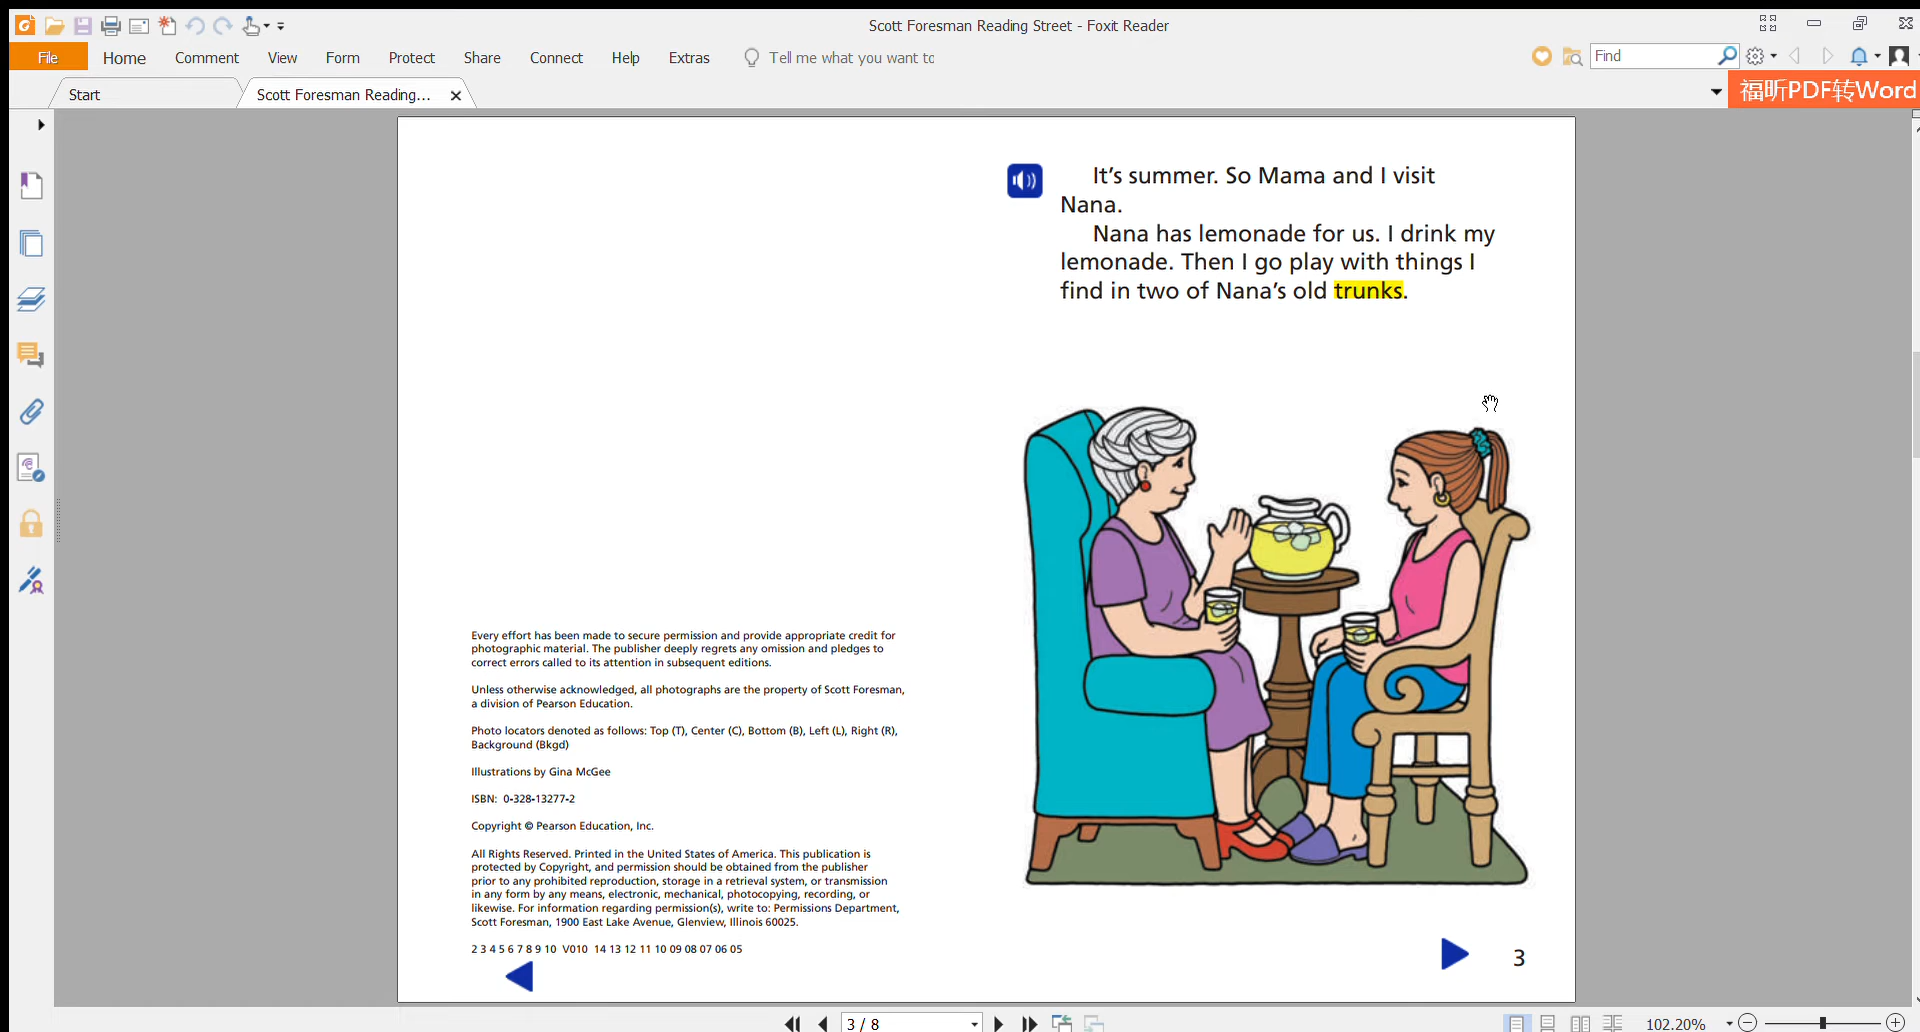 Scott Foresman Reading Street - Foxit Reader
File Home Comment View Form Protect Share Connect Help Extras Tell me what you want to Find
Start Scott Foresman Reading... 福昕PDF转Word
It’s summer. So Mama and I visit
Nana.
Nana has lemonade for us. I drink my
lemonade. Then I go play with things I
find in two of Nana’s old trunks.
Every effort has been made to secure permission and provide appropriate credit for
photographic material. The publisher deeply regrets any omission and pledges to
correct errors called to its attention in subsequent editions.
Unless otherwise acknowledged, all photographs are the property of Scott Foresman,
a division of Pearson Education.
Photo locators denoted as follows: Top (T), Center (C), Bottom (B), Left (L), Right (R),
Background (Bkgd)
Illustrations by Gina McGee
ISBN: 0-328-13277-2
Copyright © Pearson Education, Inc.
All Rights Reserved. Printed in the United States of America. This publication is
protected by Copyright, and permission should be obtained from the publisher
prior to any prohibited reproduction, storage in a retrieval system, or transmission
in any form by any means, electronic, mechanical, photocopying, recording, or
likewise. For information regarding permission(s), write to: Permissions Department,
Scott Foresman, 1900 East Lake Avenue, Glenview, Illinois 60025.
2 3 4 5 6 7 8 9 10 V010 14 13 12 11 10 09 08 07 06 05
3
3 / 8 102.20%